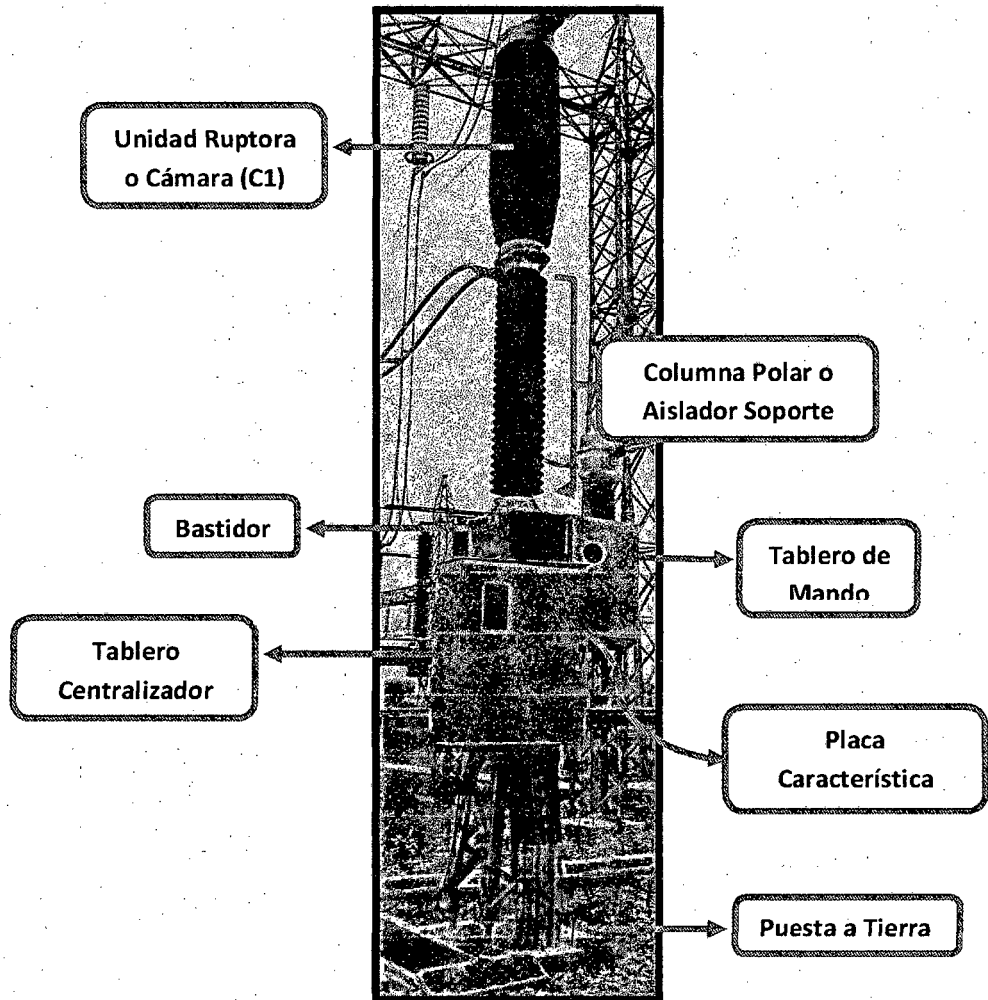 Unidad Ruptora
o Cámara (C1)
Columna Polar o
Aislador Soporte
Bastidor
Tablero de
Mando
Tablero
Centralizador
Placa
Característica
Puesta a Tierra